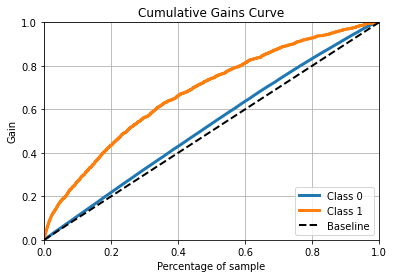 Cumulative Gains Curve
1.0
0.8
0.6
0.4
0.2
0.0
Gain
Class 0
Class 1
Baseline
0.0 0.2 0.4 0.6 0.8 1.0
Percentage of sample